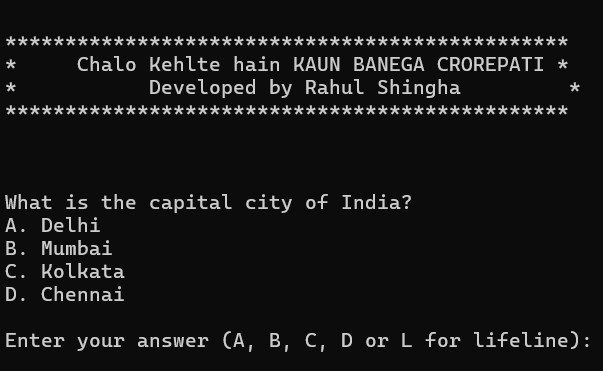 ***********************************************
*     Chalo Kehlte hain KAUN BANEGA CROREPATI *
*           Developed by Rahul Shingha         *
***********************************************
What is the capital city of India?
A. Delhi
B. Mumbai
C. Kolkata
D. Chennai
Enter your answer (A, B, C, D or L for lifeline):